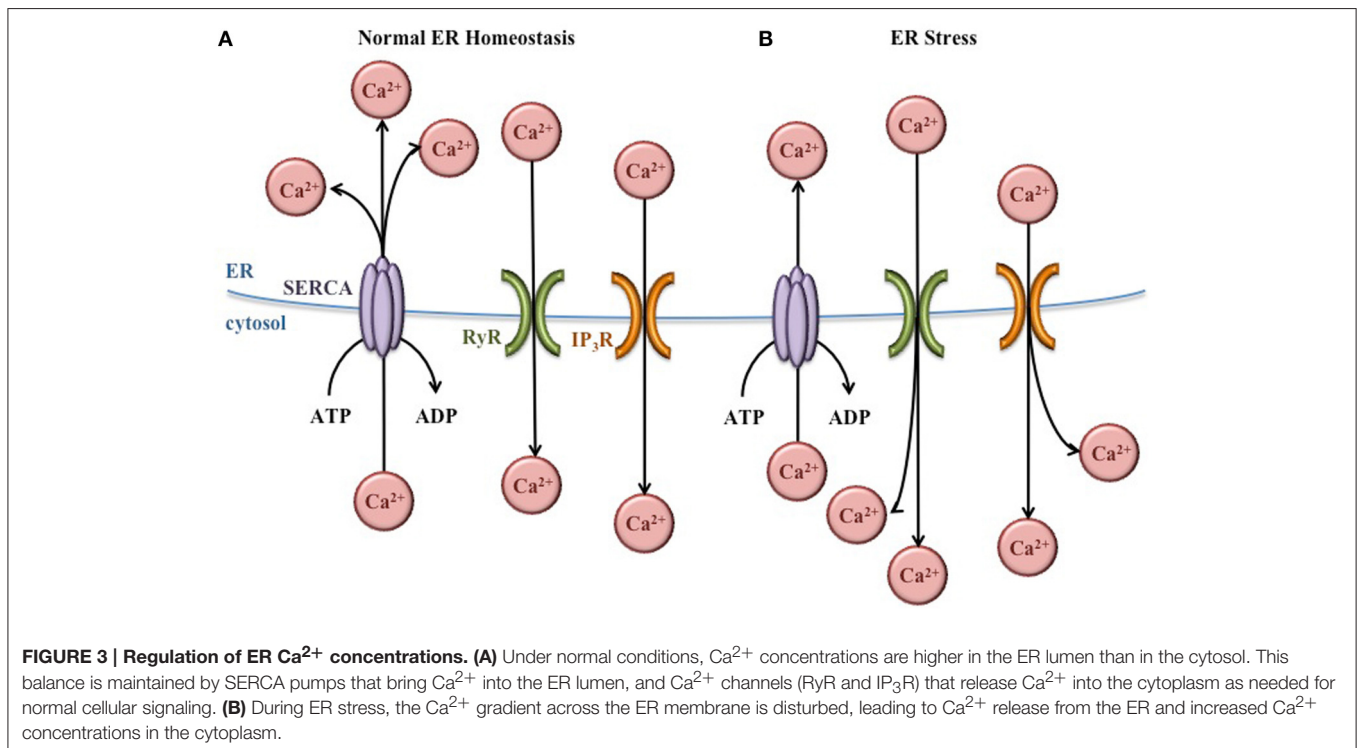 A
Normal ER Homeostasis
B
ER Stress
Ca²⁺
Ca²⁺
Ca²⁺
Ca²⁺
Ca²⁺
Ca²⁺
Ca²⁺
Ca²⁺
Ca²⁺
ER
SERCA
cytosol
RyR
IP₃R
ATP
ADP
ATP
ADP
Ca²⁺
Ca²⁺
Ca²⁺
Ca²⁺
Ca²⁺
Ca²⁺
Ca²⁺
Ca²⁺
FIGURE 3 | Regulation of ER Ca²⁺ concentrations. (A) Under normal conditions, Ca²⁺ concentrations are higher in the ER lumen than in the cytosol. This
balance is maintained by SERCA pumps that bring Ca²⁺ into the ER lumen, and Ca²⁺ channels (RyR and IP₃R) that release Ca²⁺ into the cytoplasm as needed for
normal cellular signaling. (B) During ER stress, the Ca²⁺ gradient across the ER membrane is disturbed, leading to Ca²⁺ release from the ER and increased Ca²⁺
concentrations in the cytoplasm.